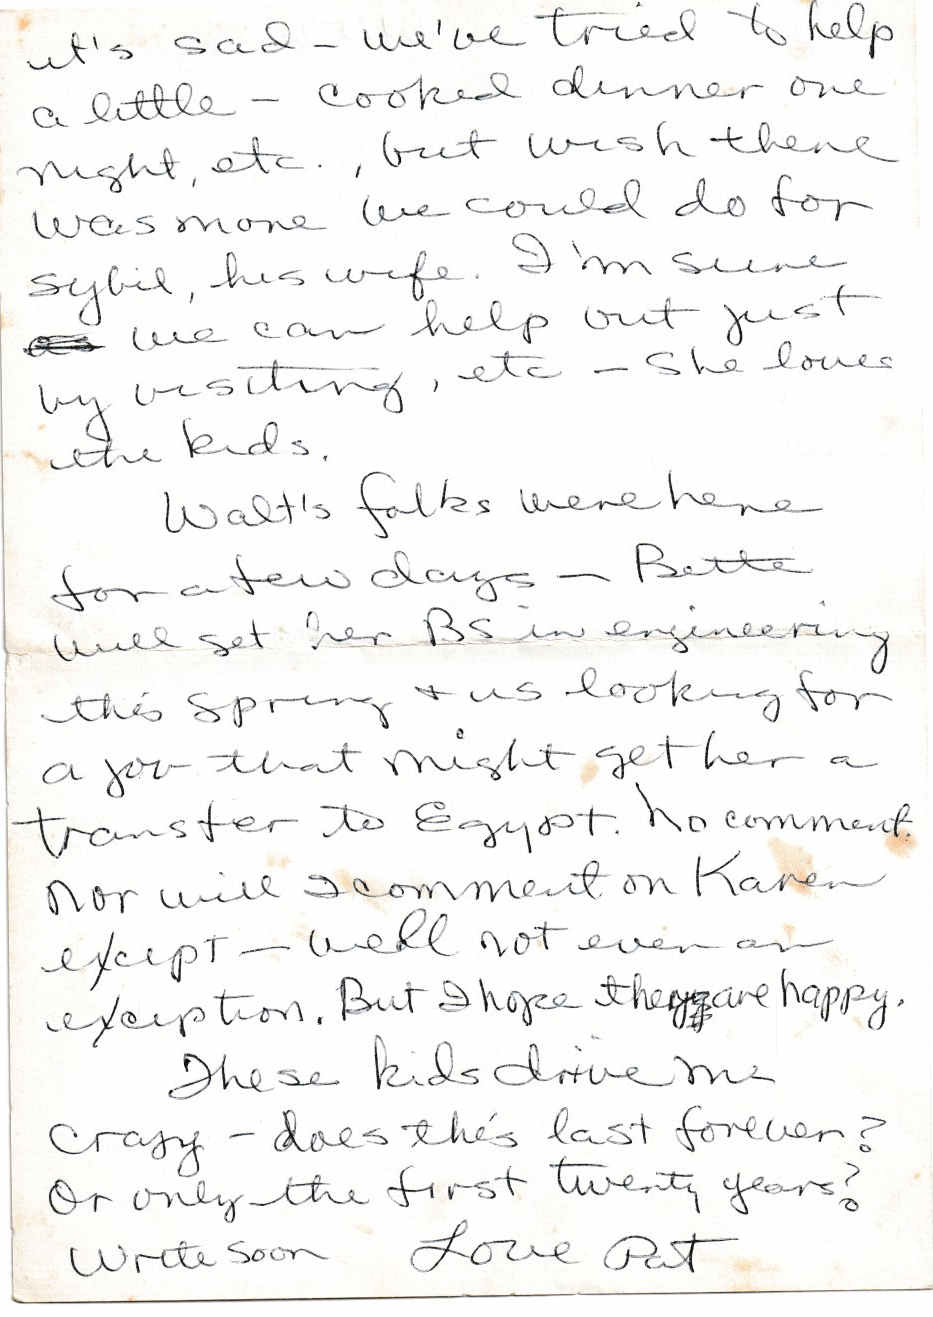 it's sad - we've tried to help
a little - cooked dinner one
night, etc., but wish there
was more we could do for
Sybil, his wife. I'm sure
we can help out just
by visiting, etc - She loves
the kids.
Walt's folks were here
for a few days - Bette
will get her BS in engineering
this spring + is looking for
a job that might get her a
transfer to Egypt. No comment.
Nor will I comment on Karen
except - well not even an
exception. But I hope they are happy.
These kids drive me
crazy - does this last forever?
Or only the first twenty years?
Write soon Love Pat